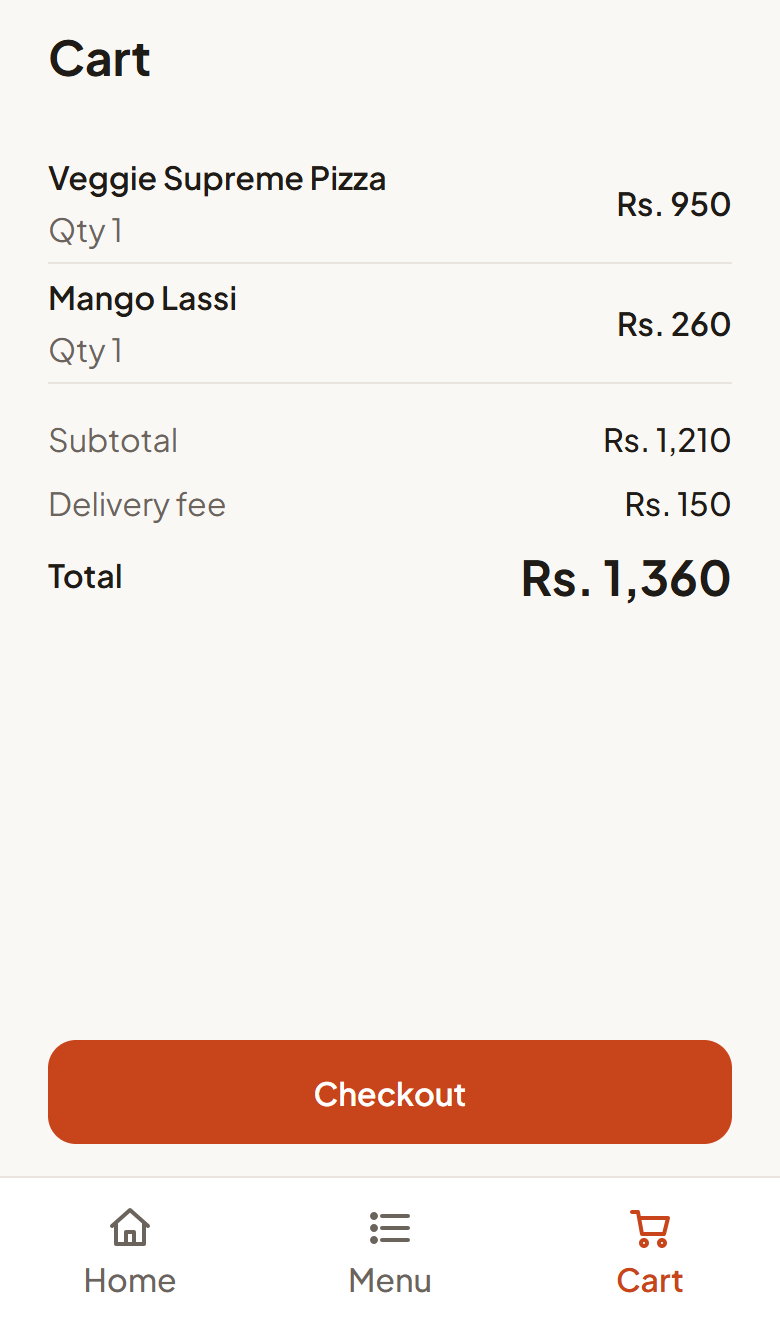 Cart
Veggie Supreme Pizza
Qty 1
Rs. 950
Mango Lassi
Qty 1
Rs. 260
Subtotal Rs. 1,210
Delivery fee Rs. 150
Total Rs. 1,360
Checkout
Home Menu Cart